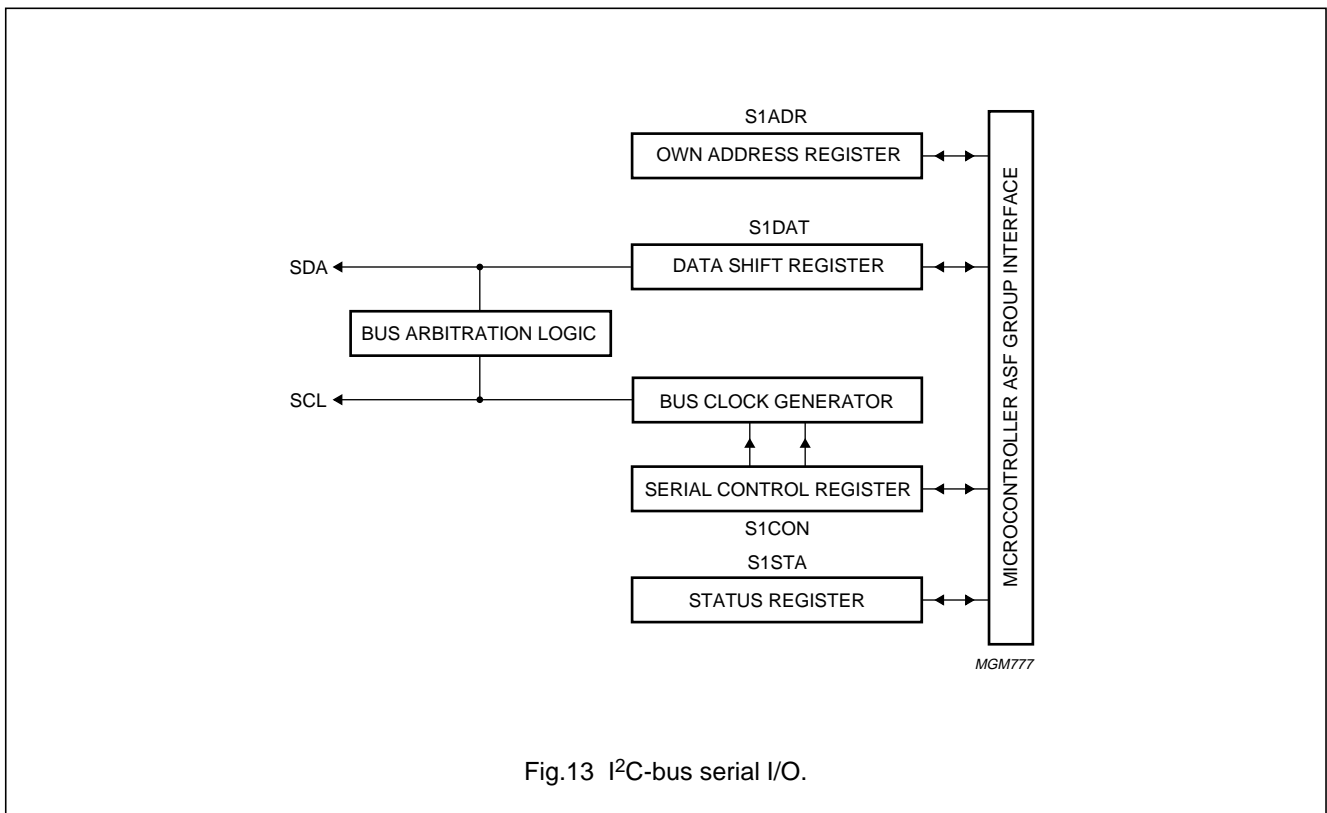 S1ADR
OWN ADDRESS REGISTER
S1DAT
SDA
DATA SHIFT REGISTER
BUS ARBITRATION LOGIC
SCL
BUS CLOCK GENERATOR
SERIAL CONTROL REGISTER
S1CON
S1STA
STATUS REGISTER
MICROCONTROLLER ASF GROUP INTERFACE
MGM777
Fig.13 I²C-bus serial I/O.